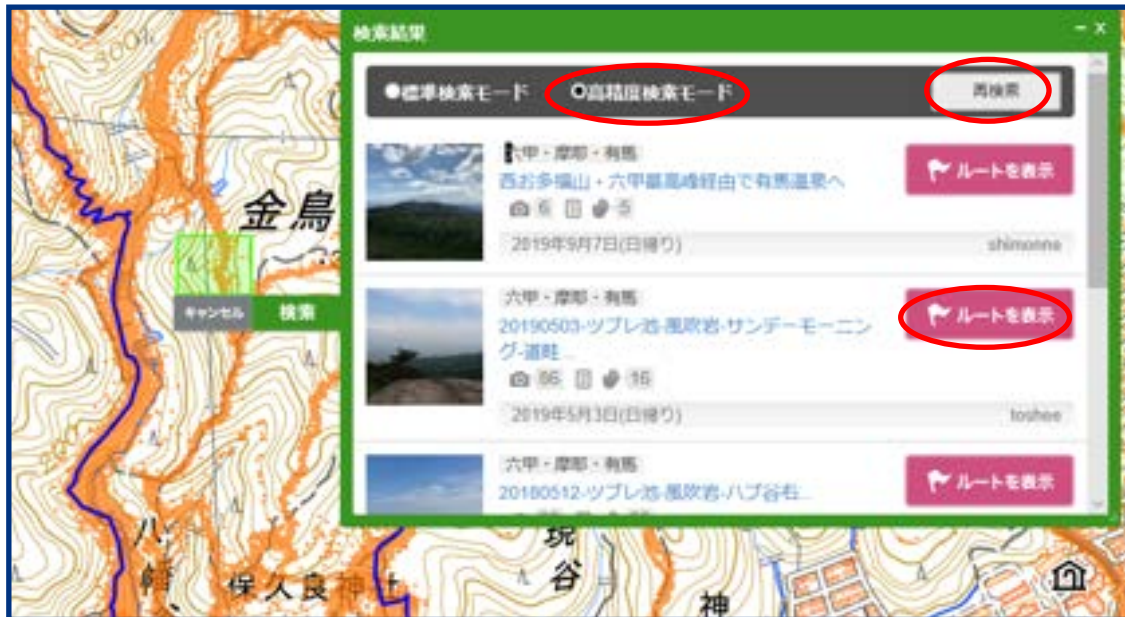 検索結果
標準検索モード
高精度検索モード
再検索
六甲・摩耶・有馬
西お多福山・六甲最高峰経由で有馬温泉へ
6 5
ルートを表示
2019年9月7日(日帰り)
shimonne
六甲・摩耶・有馬
20190503-ツブレ池-風吹岩-サンデーモーニン
グ-道畦...
86 16
ルートを表示
2019年5月3日(日帰り)
toshee
六甲・摩耶・有馬
20180512-ツブレ池-風吹岩-ハブ谷右...
ルートを表示
キャンセル
検索
300
金鳥
200
八幡
保久良神社
谷
神